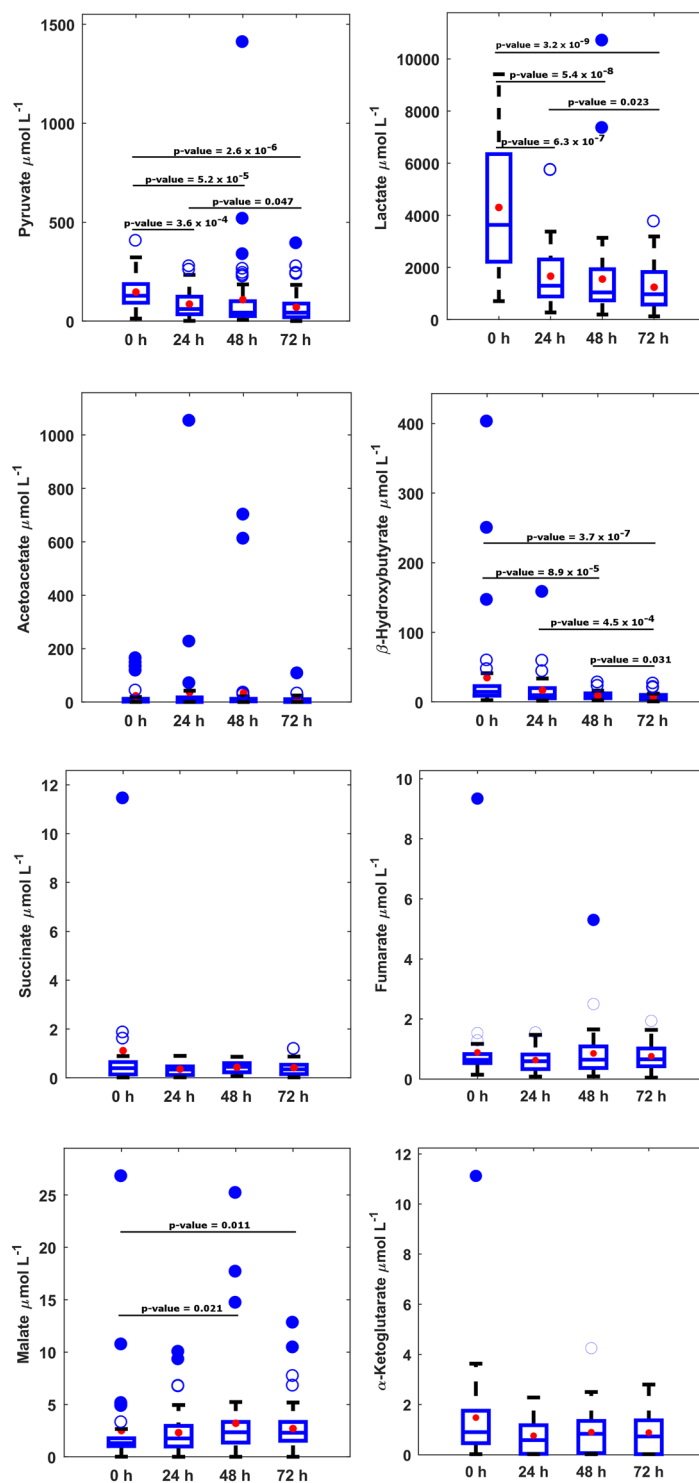 1500
1000
500
0
Pyruvate μmol L⁻¹
p-value = 2.6 x 10⁻⁶
p-value = 5.2 x 10⁻⁵
p-value = 0.047
p-value = 3.6 x 10⁻⁴
0 h 24 h 48 h 72 h
10000
8000
6000
4000
2000
0
Lactate μmol L⁻¹
p-value = 3.2 x 10⁻⁹
p-value = 5.4 x 10⁻⁸
p-value = 0.023
p-value = 6.3 x 10⁻⁷
0 h 24 h 48 h 72 h
1000
800
600
400
200
0
Acetoacetate μmol L⁻¹
0 h 24 h 48 h 72 h
400
300
200
100
0
β-Hydroxybutyrate μmol L⁻¹
p-value = 3.7 x 10⁻⁷
p-value = 8.9 x 10⁻⁵
p-value = 4.5 x 10⁻⁴
p-value = 0.031
0 h 24 h 48 h 72 h
12
10
8
6
4
2
0
Succinate μmol L⁻¹
0 h 24 h 48 h 72 h
10
8
6
4
2
0
Fumarate μmol L⁻¹
0 h 24 h 48 h 72 h
25
20
15
10
5
0
Malate μmol L⁻¹
p-value = 0.011
p-value = 0.021
0 h 24 h 48 h 72 h
12
10
8
6
4
2
0
α-Ketoglutarate μmol L⁻¹
0 h 24 h 48 h 72 h